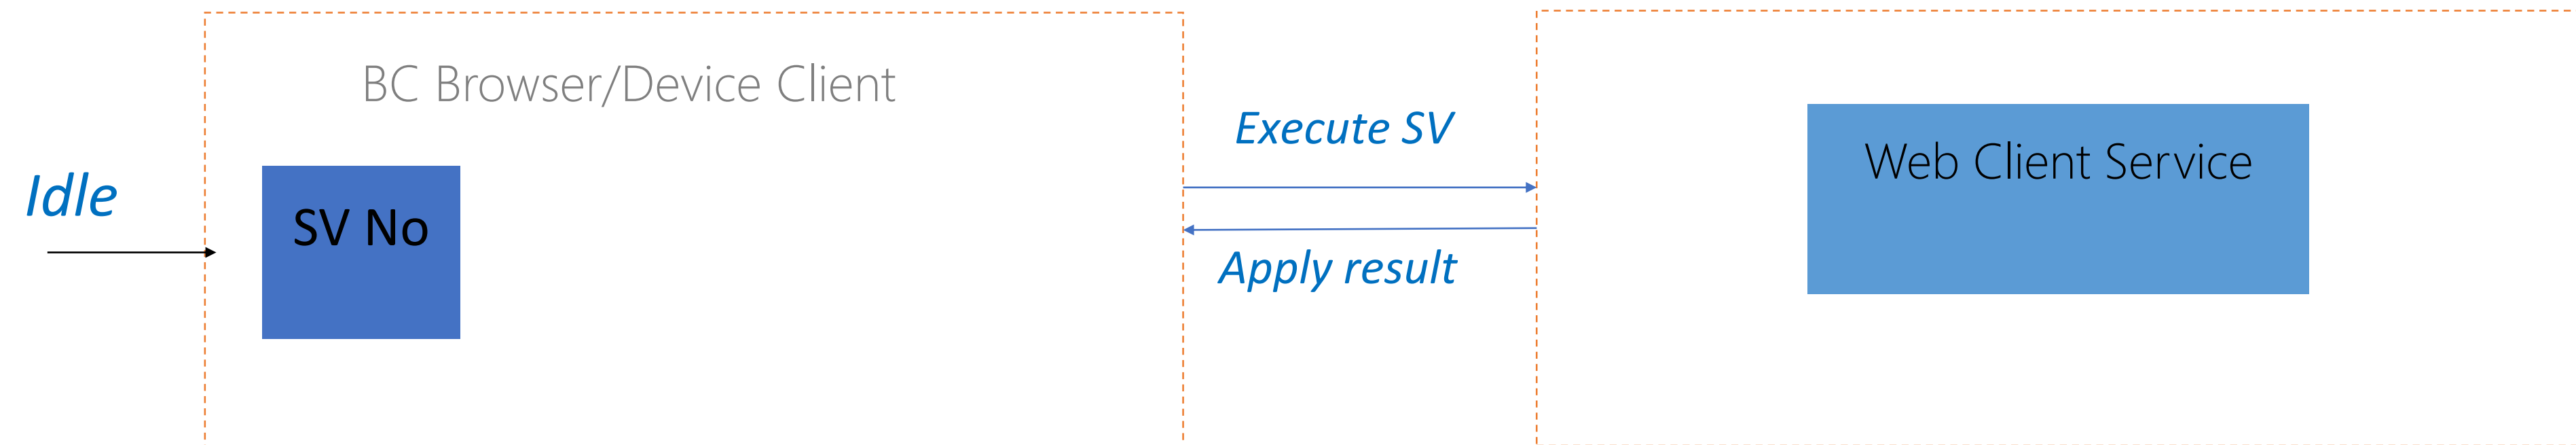 BC Browser/Device Client
Idle
SV No
Execute SV
Apply result
Web Client Service